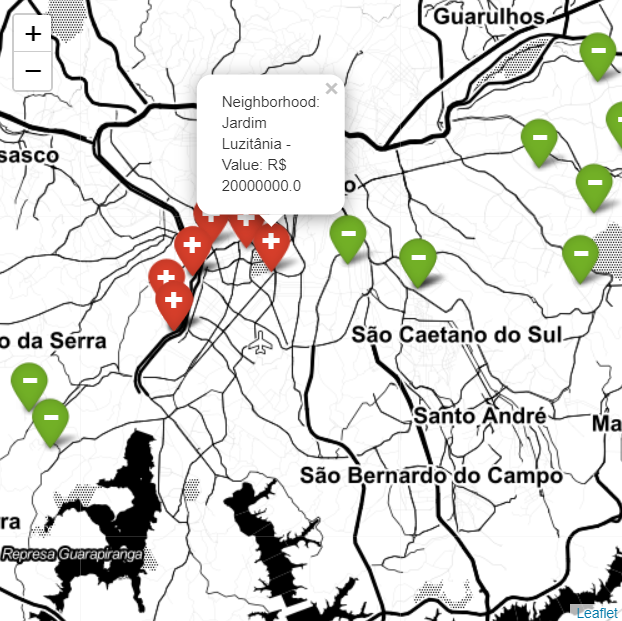 +
−
Guarulhos
sasco
×
Neighborhood:
Jardim
Luzitânia -
Value: R$
20000000.0
o
o da Serra
São Caetano do Sul
Santo André
Ma
São Bernardo do Campo
ra
Represa Guarapiranga
Leaflet